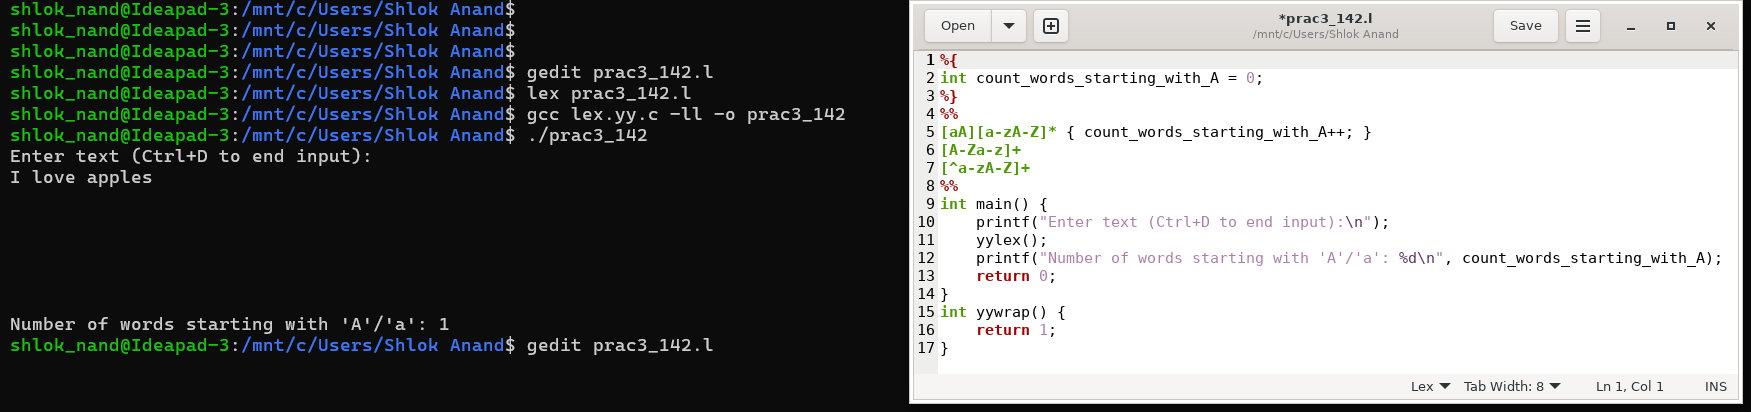 shlok_nand@Ideapad-3:/mnt/c/Users/Shlok Anand$
shlok_nand@Ideapad-3:/mnt/c/Users/Shlok Anand$
shlok_nand@Ideapad-3:/mnt/c/Users/Shlok Anand$
shlok_nand@Ideapad-3:/mnt/c/Users/Shlok Anand$ gedit prac3_142.l
shlok_nand@Ideapad-3:/mnt/c/Users/Shlok Anand$ lex prac3_142.l
shlok_nand@Ideapad-3:/mnt/c/Users/Shlok Anand$ gcc lex.yy.c -ll -o prac3_142
shlok_nand@Ideapad-3:/mnt/c/Users/Shlok Anand$ ./prac3_142
Enter text (Ctrl+D to end input):
I love apples
Number of words starting with 'A'/'a': 1
shlok_nand@Ideapad-3:/mnt/c/Users/Shlok Anand$ gedit prac3_142.l
Open
*prac3_142.l
/mnt/c/Users/Shlok Anand
Save
1 %{
2 int count_words_starting_with_A = 0;
3 %}
4 %%
5 [aA][a-zA-Z]* { count_words_starting_with_A++; }
6 [A-Za-z]+
7 [^a-zA-Z]+
8 %%
9 int main() {
10     printf("Enter text (Ctrl+D to end input):\n");
11     yylex();
12     printf("Number of words starting with 'A'/'a': %d\n", count_words_starting_with_A);
13     return 0;
14 }
15 int yywrap() {
16     return 1;
17 }
Lex Tab Width: 8 Ln 1, Col 1 INS